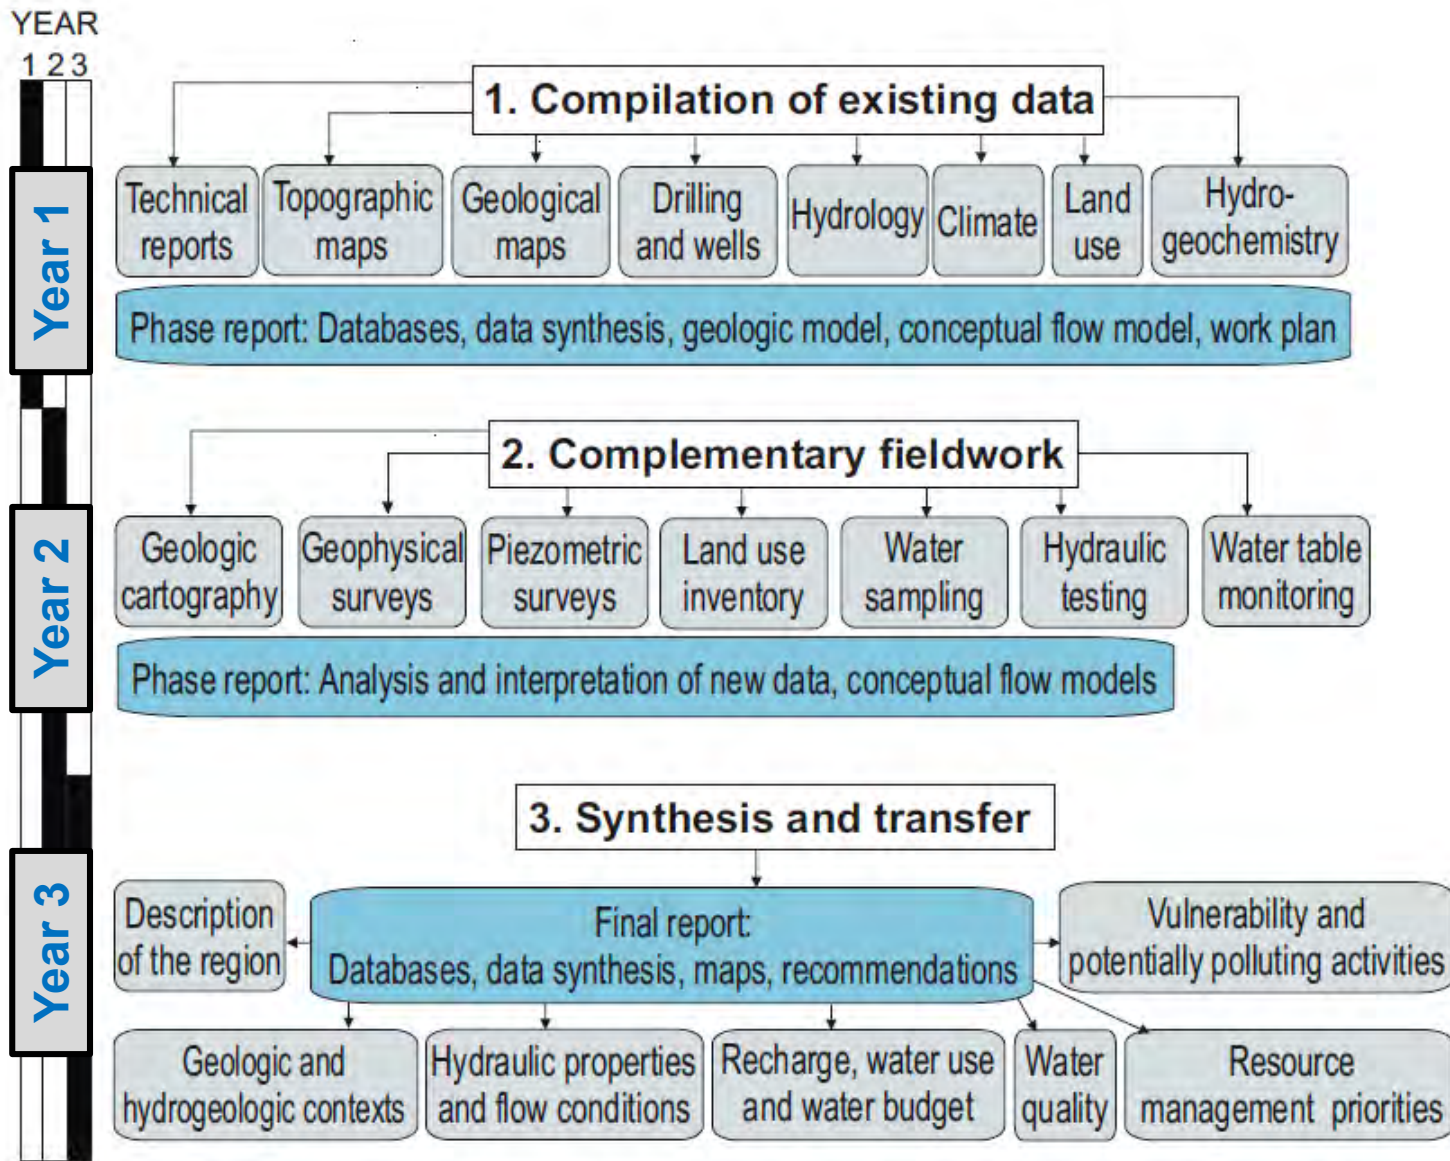 YEAR
1 2 3
1. Compilation of existing data
Year 1
Technical
reports
Topographic
maps
Geological
maps
Drilling
and wells
Hydrology
Climate
Land
use
Hydro-
geochemistry
Phase report: Databases, data synthesis, geologic model, conceptual flow model, work plan
2. Complementary fieldwork
Year 2
Geologic
cartography
Geophysical
surveys
Piezometric
surveys
Land use
inventory
Water
sampling
Hydraulic
testing
Water table
monitoring
Phase report: Analysis and interpretation of new data, conceptual flow models
3. Synthesis and transfer
Year 3
Description
of the region
Final report:
Databases, data synthesis, maps, recommendations
Vulnerability and
potentially polluting activities
Geologic and
hydrogeologic contexts
Hydraulic properties
and flow conditions
Recharge, water use
and water budget
Water
quality
Resource
management priorities